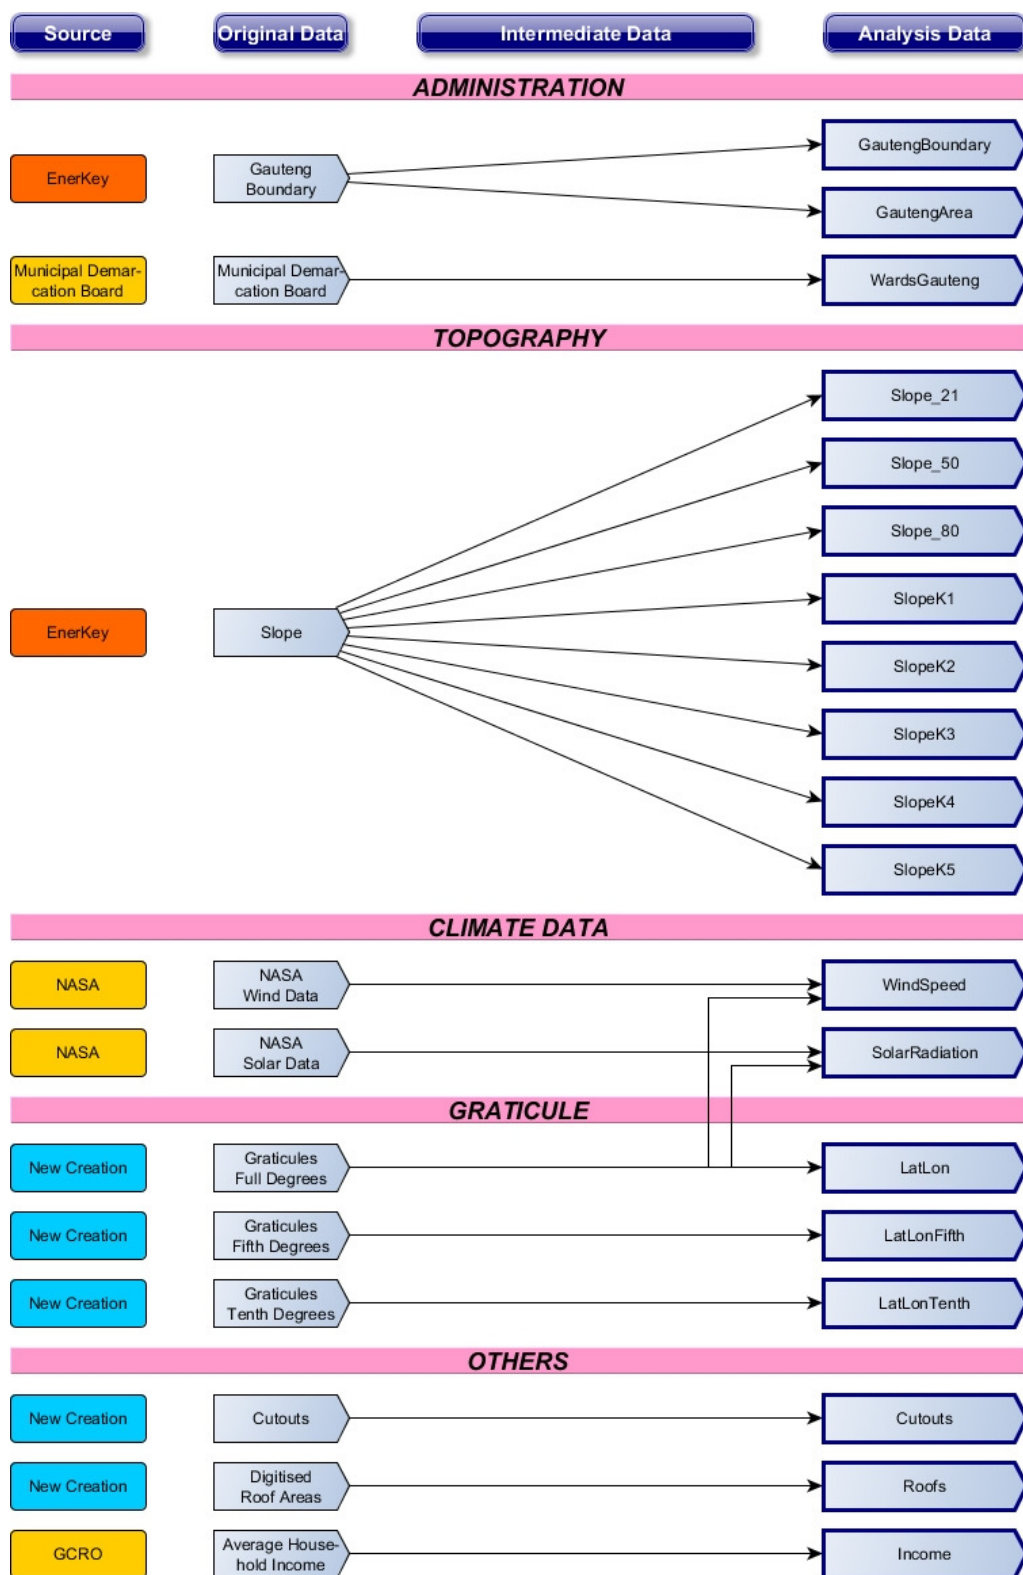 Source Original Data Intermediate Data Analysis Data
ADMINISTRATION
GautengBoundary
EnerKey
Gauteng
Boundary
GautengArea
Municipal Demar-
cation Board
Municipal Demar-
cation Board
WardsGauteng
TOPOGRAPHY
Slope_21
Slope_50
Slope_80
SlopeK1
EnerKey
Slope
SlopeK2
SlopeK3
SlopeK4
SlopeK5
CLIMATE DATA
NASA
NASA
Wind Data
WindSpeed
NASA
NASA
Solar Data
SolarRadiation
GRATICULE
New Creation
Graticules
Full Degrees
LatLon
New Creation
Graticules
Fifth Degrees
LatLonFifth
New Creation
Graticules
Tenth Degrees
LatLonTenth
OTHERS
New Creation
Cutouts
Cutouts
New Creation
Digitised
Roof Areas
Roofs
GCRO
Average House-
hold Income
Income